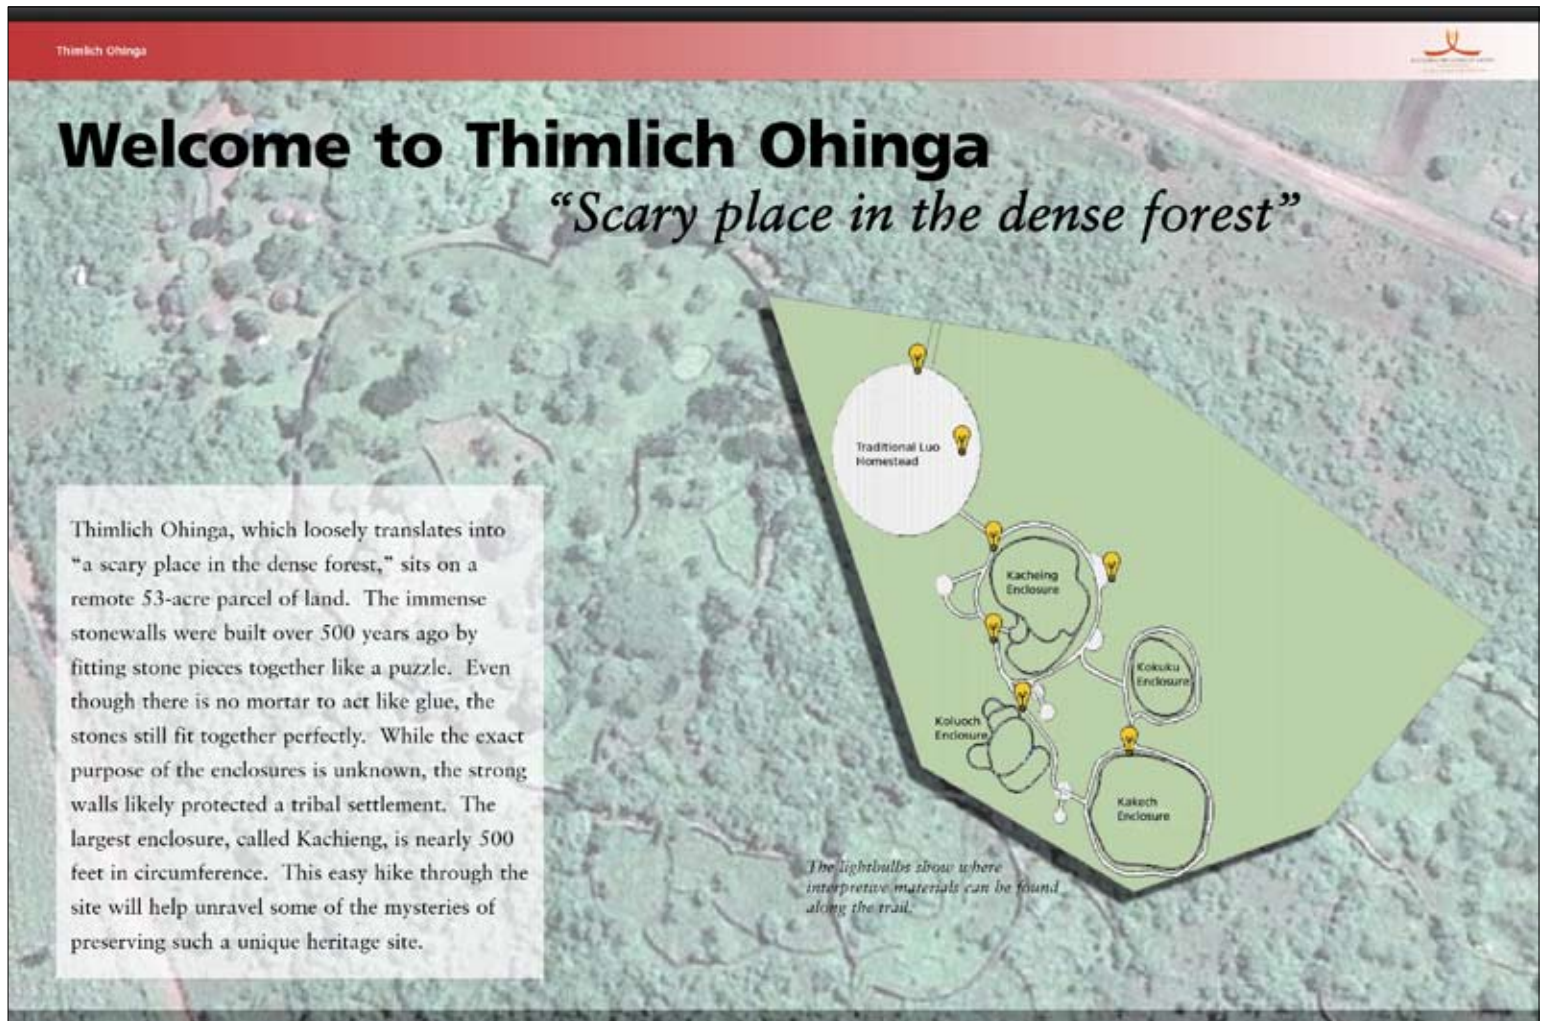 Thimlich Ohinga
Welcome to Thimlich Ohinga
“Scary place in the dense forest”
Traditional Luo
Homestead
Kacheing
Enclosure
Kokuku
Enclosure
Koluoch
Enclosure
Kakech
Enclosure
Thimlich Ohinga, which loosely translates into
“a scary place in the dense forest,” sits on a
remote 53-acre parcel of land.  The immense
stonewalls were built over 500 years ago by
fitting stone pieces together like a puzzle.  Even
though there is no mortar to act like glue, the
stones still fit together perfectly.  While the exact
purpose of the enclosures is unknown, the strong
walls likely protected a tribal settlement.  The
largest enclosure, called Kachieng, is nearly 500
feet in circumference.  This easy hike through the
site will help unravel some of the mysteries of
preserving such a unique heritage site.
The lightbulbs show where
interpretive materials can be found
along the trail.